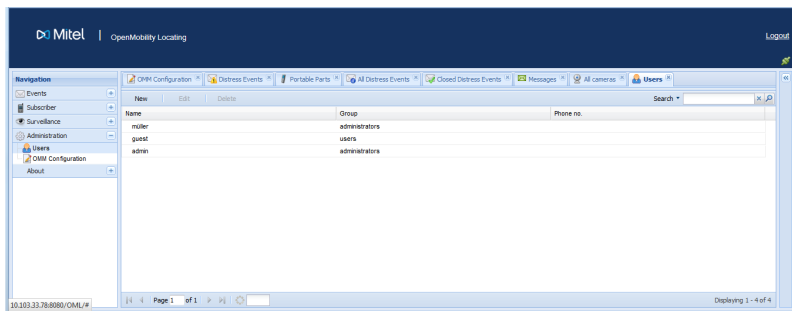 Mitel | OpenMobility Locating
Logout
Navigation
Events
Subscriber
Surveillance
Administration
Users
OMM Configuration
About
OMM Configuration
Distress Events
Portable Parts
All Distress Events
Closed Distress Events
Messages
All cameras
Users
New Edit Delete Search
Name Group Phone no.
müller administrators
guest users
admin administrators
Page 1 of 1
Displaying 1 - 4 of 4
10.103.33.78:8080/OML/#